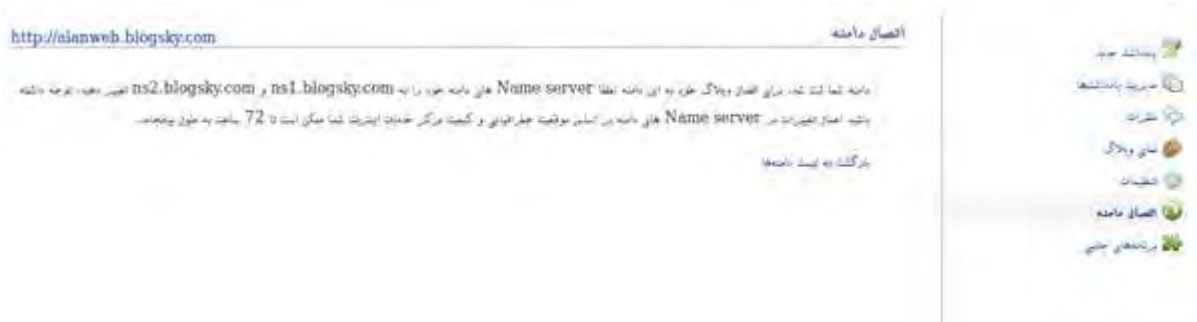 اتصال دامنه
http://alanweb.blogsky.com
دامنه شما ثبت شد، برای اتصال وبلاگ خود به این دامنه لطفا Name server های دامنه خود را به ns1.blogsky.com و ns2.blogsky.com تغییر دهید، توجه داشته
باشید اعمال تغییرات در Name server های دامنه بر اساس موقعیت جغرافیایی و کیفیت مرکز خدمات اینترنت شما ممکن است تا 72 ساعت به طول بیانجامد.
بازگشت به لیست دامنه‌ها
یادداشت جدید
مدیریت یادداشتها
نظرات
نمای وبلاگ
تنظیمات
اتصال دامنه
برنامه‌های جانبی